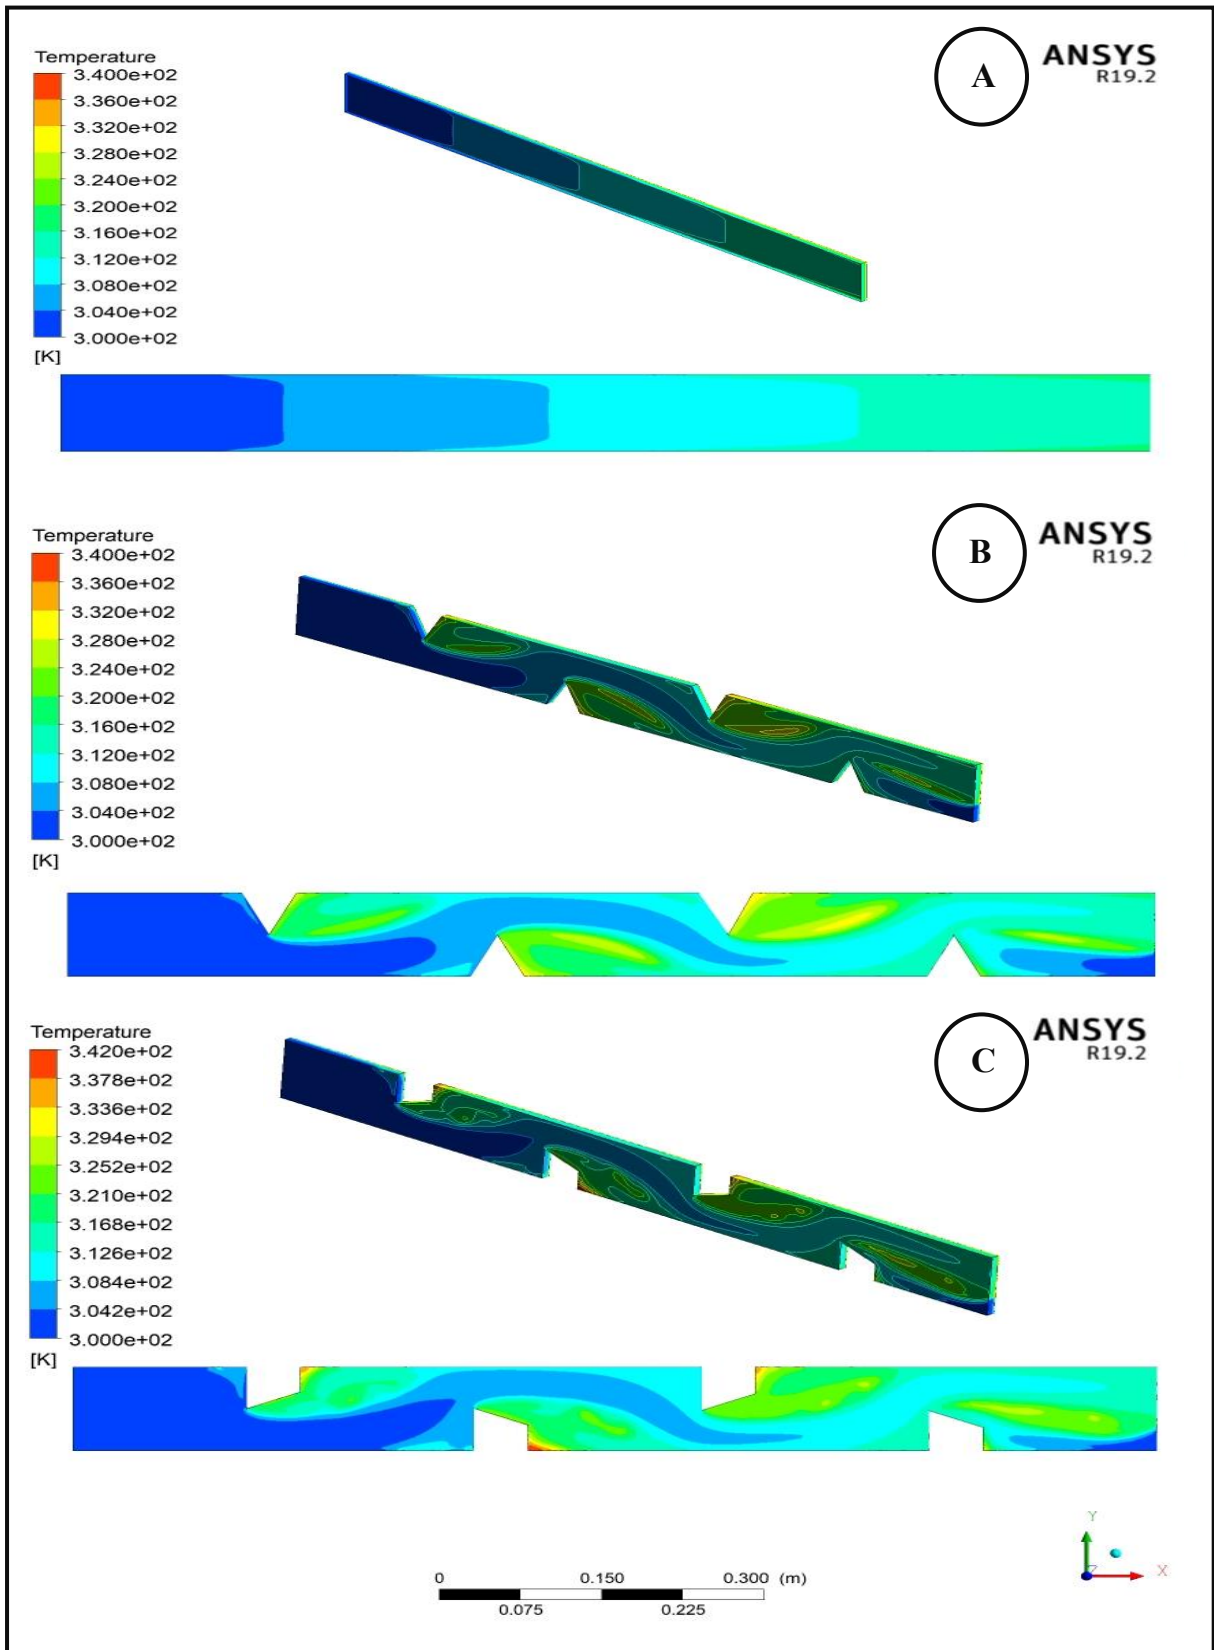 A
ANSYS
R19.2
Temperature
3.400e+02
3.360e+02
3.320e+02
3.280e+02
3.240e+02
3.200e+02
3.160e+02
3.120e+02
3.080e+02
3.040e+02
3.000e+02
[K]
B
ANSYS
R19.2
Temperature
3.400e+02
3.360e+02
3.320e+02
3.280e+02
3.240e+02
3.200e+02
3.160e+02
3.120e+02
3.080e+02
3.040e+02
3.000e+02
[K]
C
ANSYS
R19.2
Temperature
3.420e+02
3.378e+02
3.336e+02
3.294e+02
3.252e+02
3.210e+02
3.168e+02
3.126e+02
3.084e+02
3.042e+02
3.000e+02
[K]
Y
Z X
0 0.150 0.300 (m)
0.075 0.225